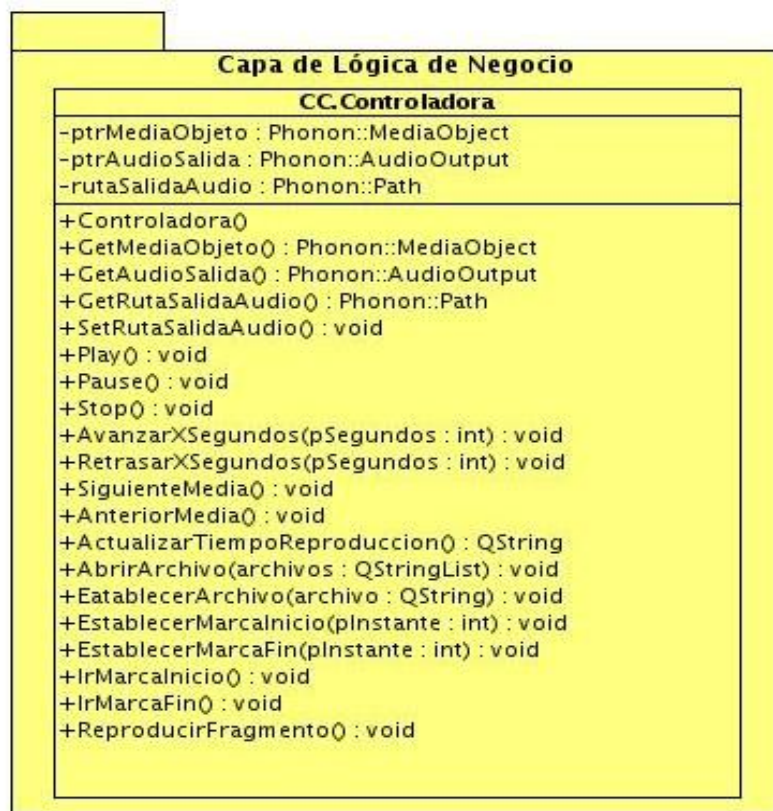 Capa de Lógica de Negocio
CC.Controladora
-ptrMediaObjeto : Phonon::MediaObject
-ptrAudioSalida : Phonon::AudioOutput
-rutaSalidaAudio : Phonon::Path
+Controladora()
+GetMediaObjeto() : Phonon::MediaObject
+GetAudioSalida() : Phonon::AudioOutput
+GetRutaSalidaAudio() : Phonon::Path
+SetRutaSalidaAudio() : void
+Play() : void
+Pause() : void
+Stop() : void
+AvanzarXSegundos(pSegundos : int) : void
+RetrasarXSegundos(pSegundos : int) : void
+SiguienteMedia() : void
+AnteriorMedia() : void
+ActualizarTiempoReproduccion() : QString
+AbrirArchivo(archivos : QStringList) : void
+EatablecerArchivo(archivo : QString) : void
+EstablecerMarcaInicio(pInstante : int) : void
+EstablecerMarcaFin(pInstante : int) : void
+IrMarcaInicio() : void
+IrMarcaFin() : void
+ReproducirFragmento() : void